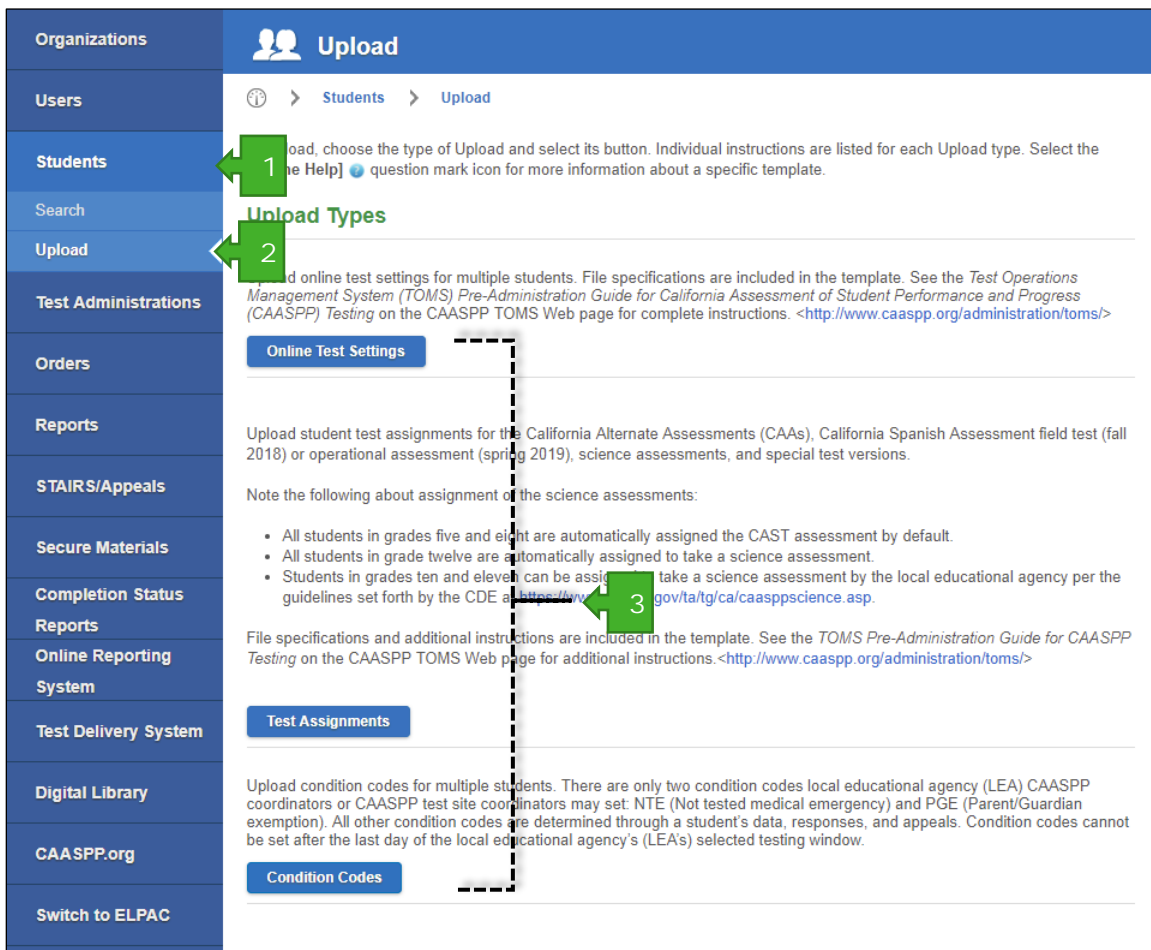 Organizations
Users
Students
Search
Upload
Test Administrations
Orders
Reports
STAIRS/Appeals
Secure Materials
Completion Status
Reports
Online Reporting
System
Test Delivery System
Digital Library
CAASPP.org
Switch to ELPAC
Upload
Students > Upload
1
2
3
oad, choose the type of Upload and select its button. Individual instructions are listed for each Upload type. Select the
Help] question mark icon for more information about a specific template.
Upload Types
online test settings for multiple students. File specifications are included in the template. See the Test Operations
Management System (TOMS) Pre-Administration Guide for California Assessment of Student Performance and Progress
(CAASPP) Testing on the CAASPP TOMS Web page for complete instructions. <http://www.caaspp.org/administration/toms/>
Online Test Settings
Upload student test assignments for the California Alternate Assessments (CAAs), California Spanish Assessment field test (fall
2018) or operational assessment (spring 2019), science assessments, and special test versions.
Note the following about assignment of the science assessments:
• All students in grades five and eight are automatically assigned the CAST assessment by default.
• All students in grade twelve are automatically assigned to take a science assessment.
• Students in grades ten and eleven can be take a science assessment by the local educational agency per the
guidelines set forth by the CDE at gov/ta/tg/ca/caasppscience.asp.
File specifications and additional instructions are included in the template. See the TOMS Pre-Administration Guide for CAASPP
Testing on the CAASPP TOMS Web page for additional instructions.<http://www.caaspp.org/administration/toms/>
Test Assignments
Upload condition codes for multiple students. There are only two condition codes local educational agency (LEA) CAASPP
coordinators or CAASPP test site coordinators may set: NTE (Not tested medical emergency) and PGE (Parent/Guardian
exemption). All other condition codes are determined through a student's data, responses, and appeals. Condition codes cannot
be set after the last day of the local educational agency's (LEA's) selected testing window.
Condition Codes